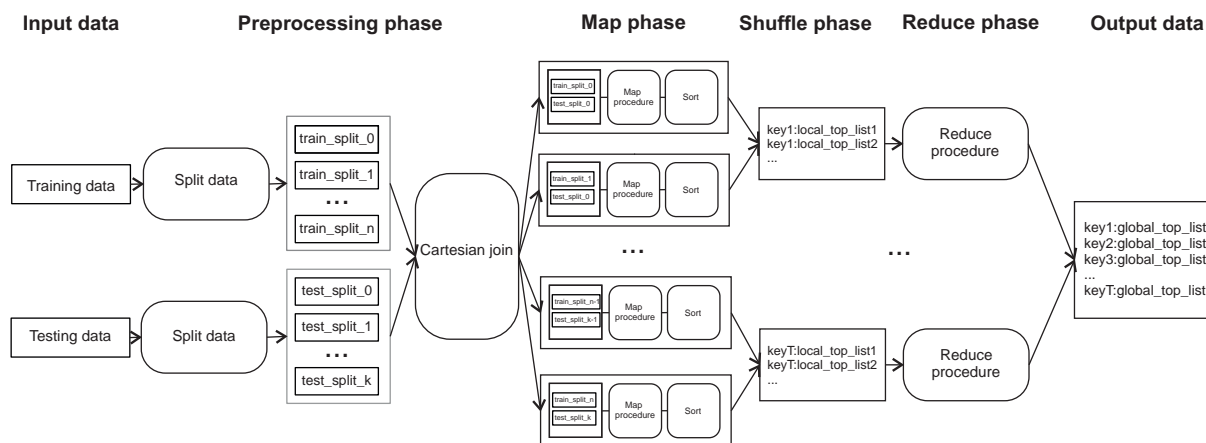 Input data
Preprocessing phase
Map phase
Shuffle phase
Reduce phase
Output data
Training data
Split data
train_split_0
train_split_1
...
train_split_n
Testing data
Split data
test_split_0
test_split_1
...
test_split_k
Cartesian join
train_split_0
test_split_0
Map
procedure
Sort
train_split_1
test_split_0
Map
procedure
Sort
...
train_split_n-1
test_split_k-1
Map
procedure
Sort
train_split_n
test_split_k
Map
procedure
Sort
key1:local_top_list1
key1:local_top_list2
...
keyT:local_top_list1
keyT:local_top_list2
...
Reduce
procedure
...
Reduce
procedure
key1:global_top_list
key2:global_top_list
key3:global_top_list
...
keyT:global_top_list